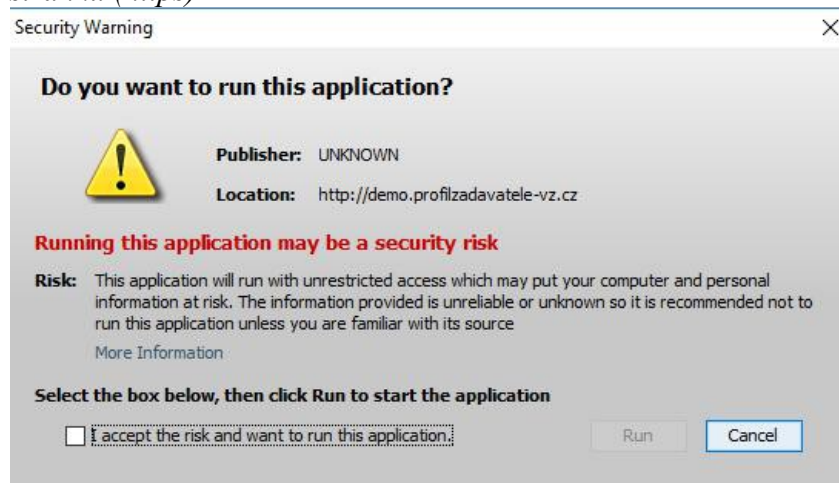 (https)
Security Warning
Do you want to run this application?
Publisher: UNKNOWN
Location: http://demo.profilzadavatele-vz.cz
Running this application may be a security risk
Risk: This application will run with unrestricted access which may put your computer and personal
information at risk. The information provided is unreliable or unknown so it is recommended not to
run this application unless you are familiar with its source
More Information
Select the box below, then click Run to start the application
I accept the risk and want to run this application.
Run Cancel